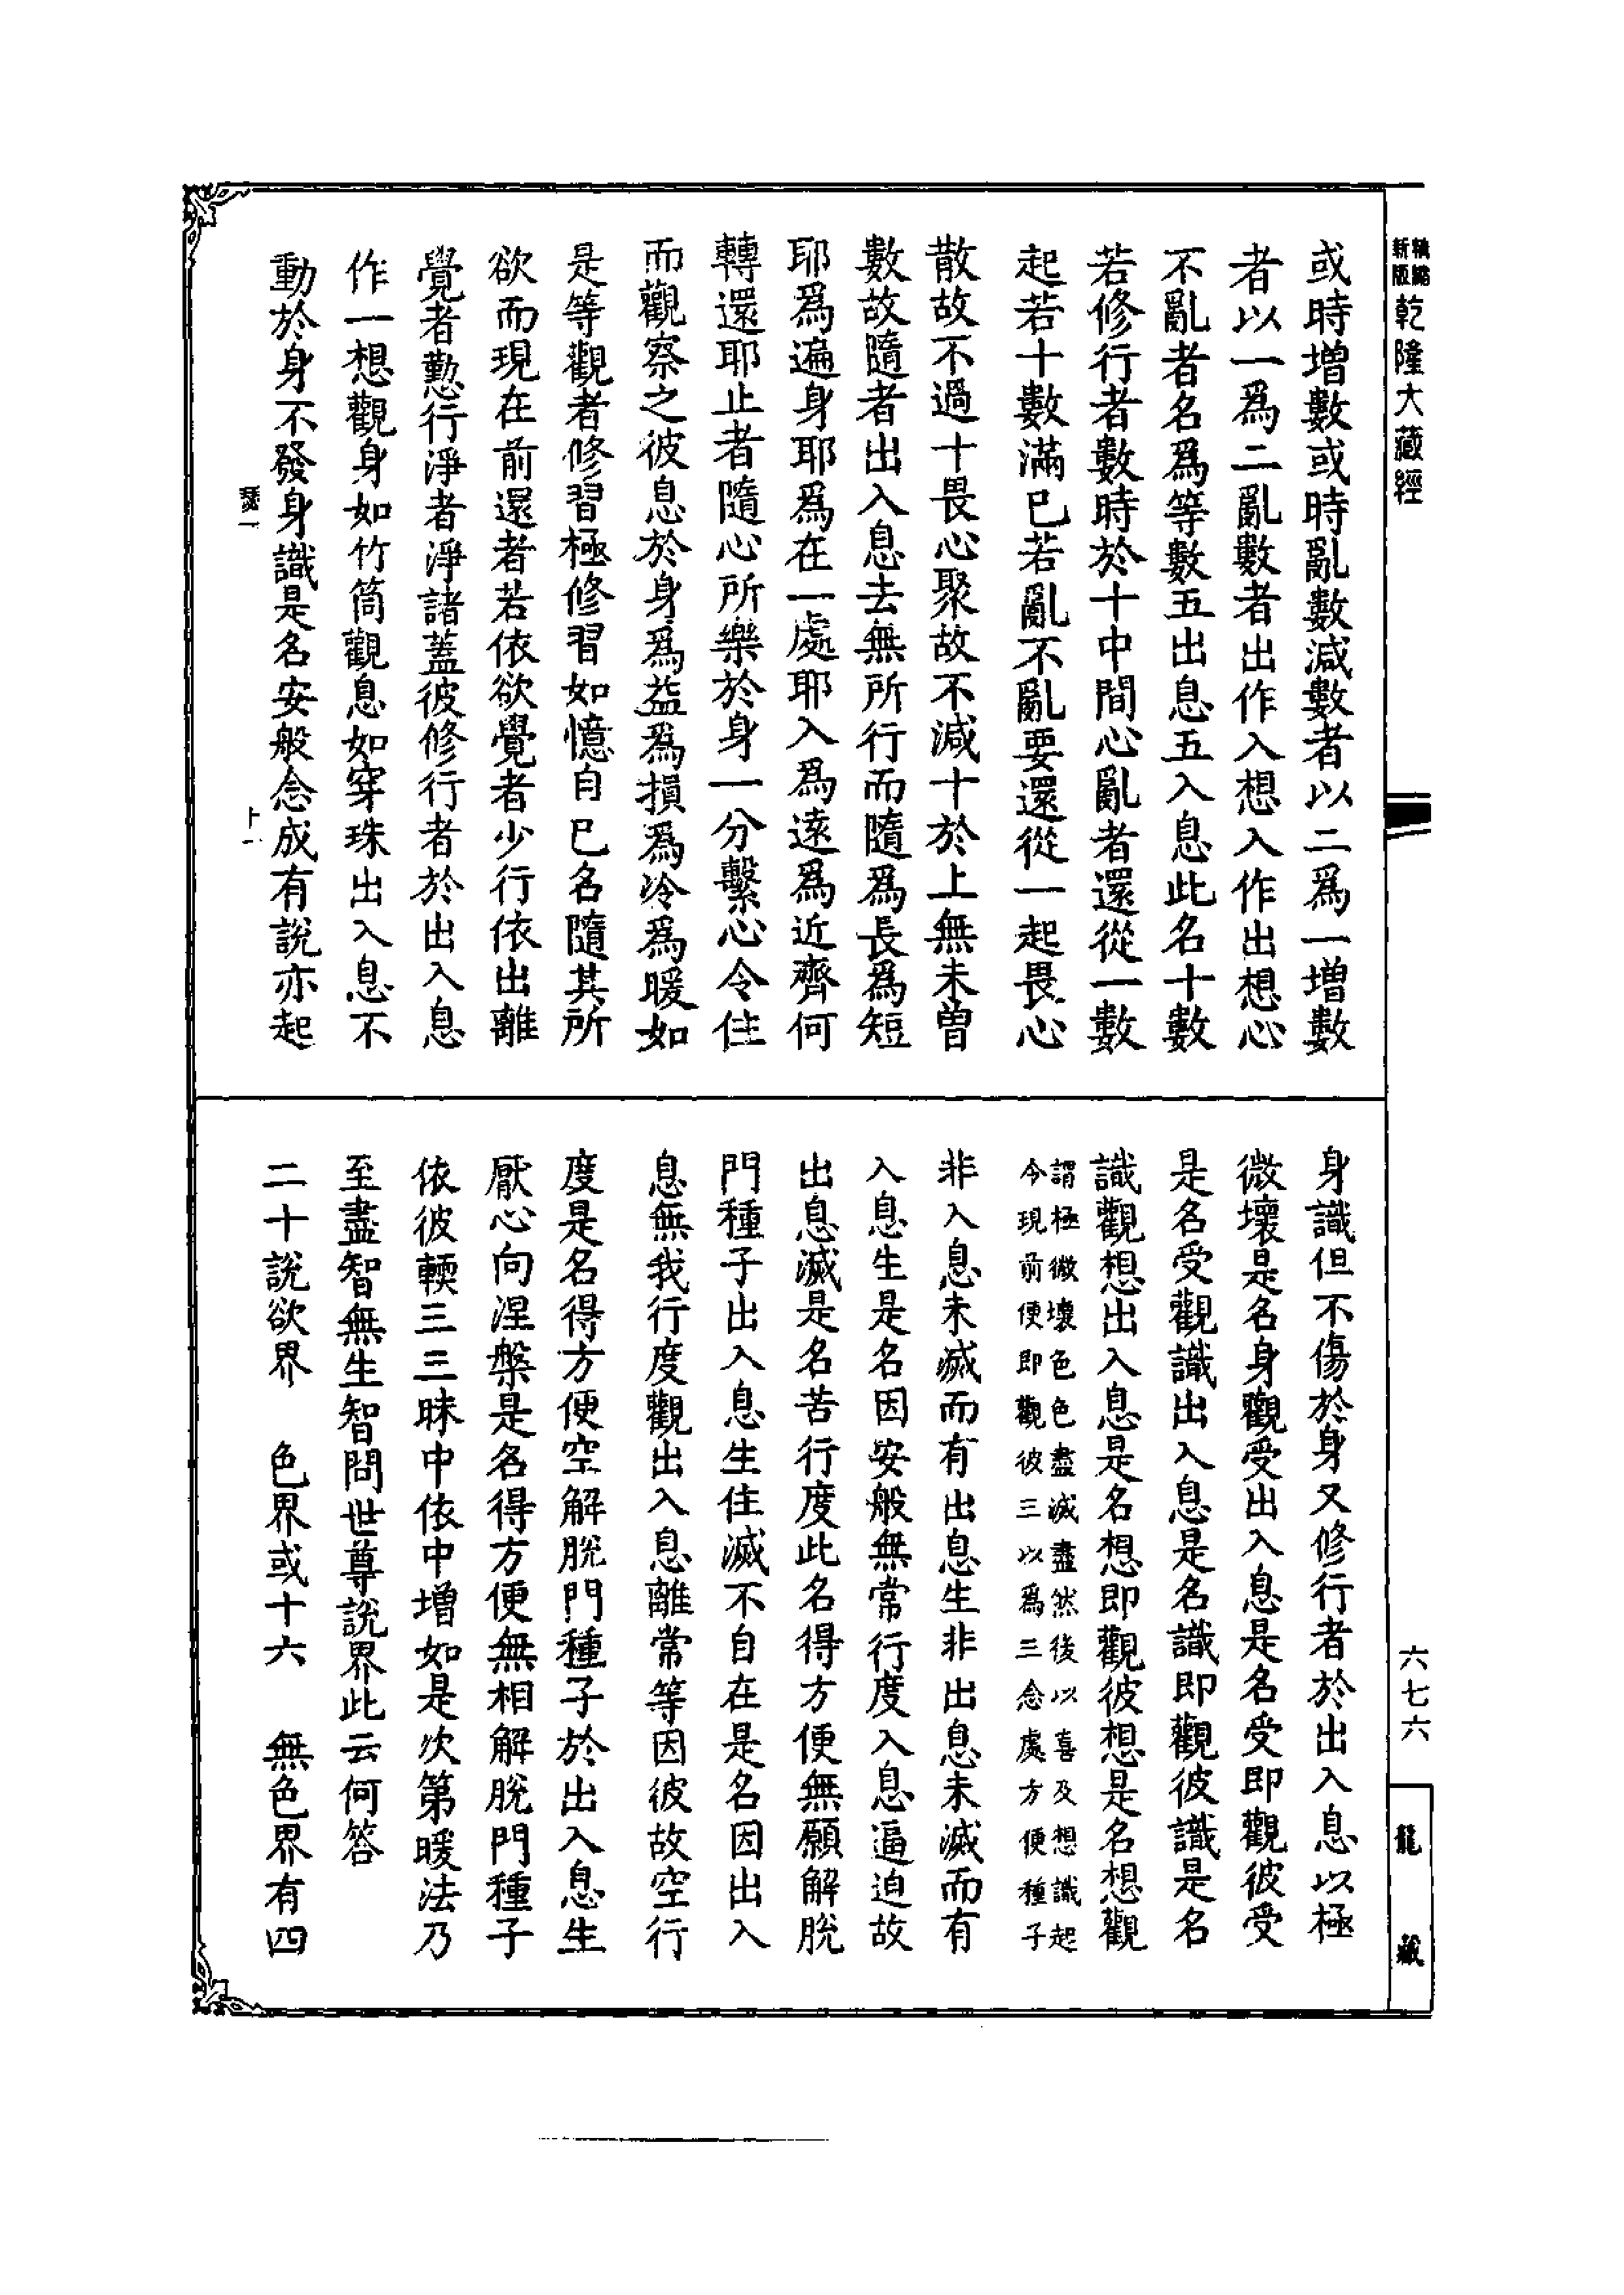 精縮新版乾隆大藏經
或時增數或時亂數減數者以二爲一增數
者以一爲二亂數者出作入想入作出想心
不亂者名爲等數五出息五入息此名十數
若修行者數時於十中間心亂者還從一數
起若十數滿已若亂不亂要還從一起畏心
散故不過十畏心聚故不減十於上無未曾
數故隨者出入息去無所行而隨爲長爲短
耶爲遍身耶爲在一處耶入爲遠爲近齊何
轉還耶止者隨心所樂於身一分繫心令住
而觀察之彼息於身爲益爲損爲冷爲暖如
是等觀者修習極修習如憶自已名隨其所
欲而現在前還者若依欲覺者少行依出離
覺者懃行淨者淨諸蓋彼修行者於出入息
作一想觀身如竹筒觀息如穿珠出入息不
動於身不發身識是名安般念成有說亦起
身識但不傷於身又修行者於出入息以極
微壞是名身觀受出入息是名受即觀彼受
是名受觀識出入息是名識即觀彼識是名
識觀想出入息是名想即觀彼想是名想觀
謂極微壞色色盡滅盡然後以喜及想識起
今現前便即觀彼三以爲三念處方便種子
非入息未滅而有出息生非出息未滅而有
入息生是名因安般無常行度入息逼迫故
出息滅是名苦行度此名得方便無願解脫
門種子出入息生住滅不自在是名因出入
息無我行度觀出入息離常等因彼故空行
度是名得方便空解脫門種子於出入息生
厭心向涅槃是名得方便無相解脫門種子
依彼輭三三昧中依中增如是次第暖法乃
至盡智無生智問世尊說界此云何答
二十說欲界　色界或十六　無色界有四
六七六
龍藏